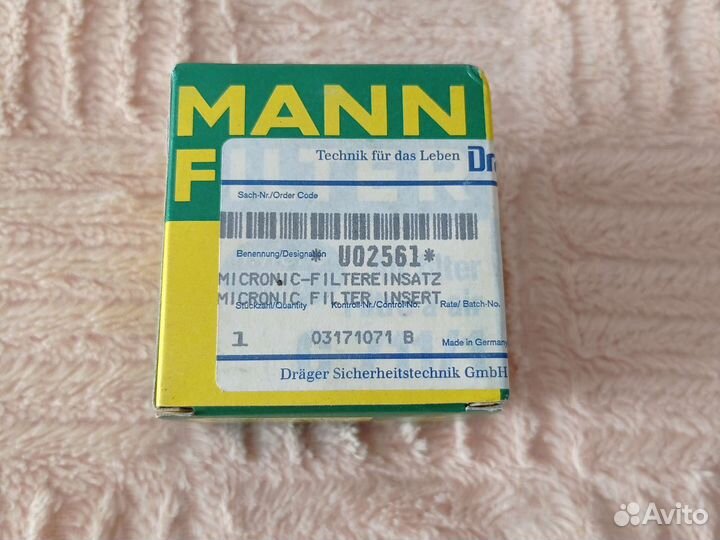 MANN
FILTER
Technik für das Leben Dr
Sach-Nr./Order Code
Benennung/Designation * U02561*
MICRONIC-FILTEREINSATZ
MICRONIC FILTER INSERT
Stückzahl/Quantity Kontroll-Nr./Control-No. Rate/ Batch-No.
1 03171071 B Made in Germany
Dräger Sicherheitstechnik GmbH
Avito